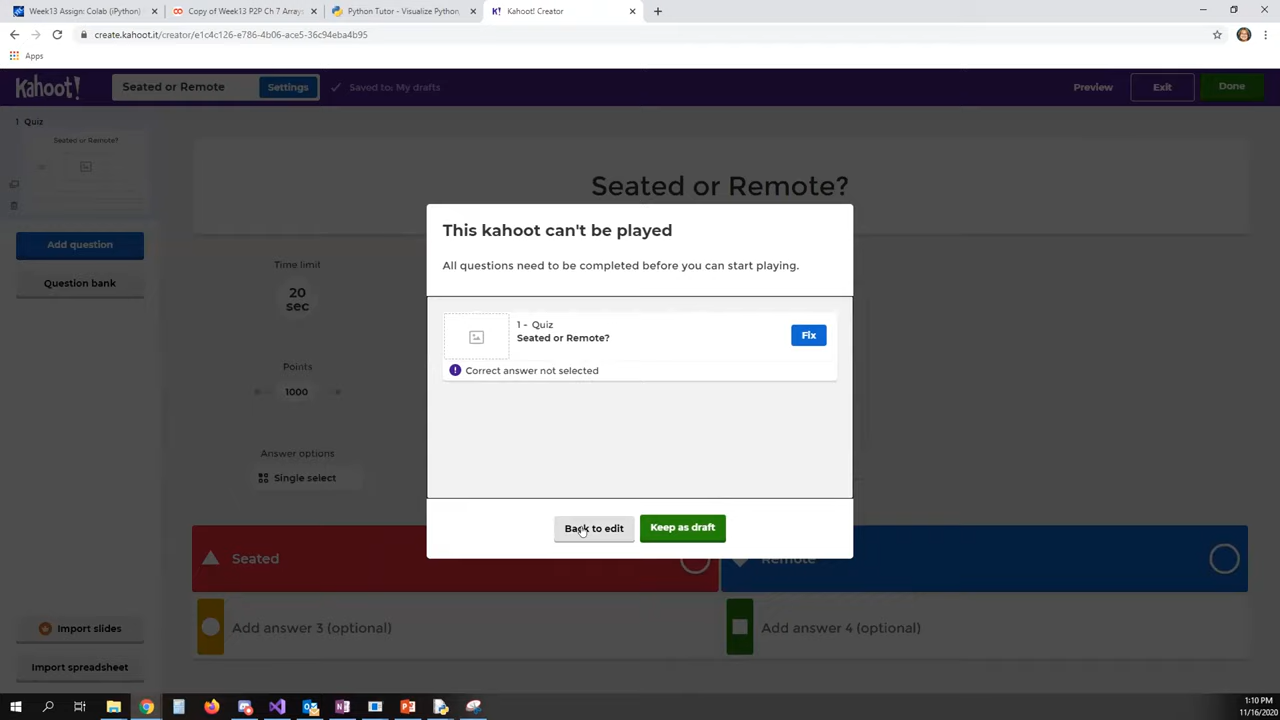 Week13 Assign: Colab (iPython)
Copy of Week13 P2P Ch 7 Arrays
Python Tutor - Visualize Python,
Kahoot! Creator
create.kahoot.it/creator/e1c4c126-e786-4b06-ace5-36c94eba4b95
Apps
Kahoot!
Seated or Remote
Settings
Saved to: My drafts
Preview
Exit
Done
1 Quiz
Seated or Remote?
Seated or Remote?
Add question
Question bank
Time limit
20
sec
Points
1000
Answer options
Single select
This kahoot can't be played
All questions need to be completed before you can start playing.
1 - Quiz
Seated or Remote?
Fix
Correct answer not selected
Back to edit
Keep as draft
Seated
Remote
Add answer 3 (optional)
Add answer 4 (optional)
Import slides
Import spreadsheet
1:10 PM
11/16/2020